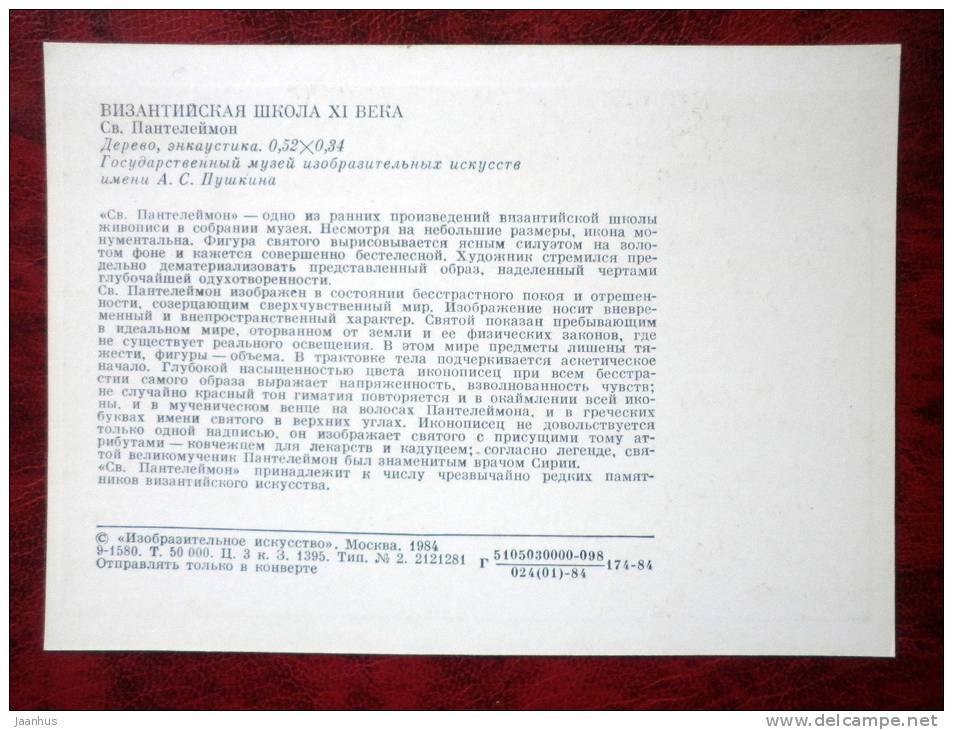 ВИЗАНТИЙСКАЯ ШКОЛА XI ВЕКА
Св. Пантелеймон
Дерево, энкаустика. 0,52×0,34
Государственный музей изобразительных искусств
имени А. С. Пушкина
«Св. Пантелеймон» — одно из ранних произведений византийской школы
живописи в собрании музея. Несмотря на небольшие размеры, икона мо-
нументальна. Фигура святого вырисовывается ясным силуэтом на золо-
том фоне и кажется совершенно бестелесной. Художник стремился пре-
дельно дематериализовать представленный образ, наделенный чертами
глубочайшей одухотворенности.
Св. Пантелеймон изображен в состоянии бесстрастного покоя и отрешен-
ности, созерцающим сверхчувственный мир. Изображение носит вневре-
менный и внепространственный характер. Святой показан пребывающим
в идеальном мире, оторванном от земли и ее физических законов, где
не существует реального освещения. В этом мире предметы лишены тя-
жести, фигуры — объема. В трактовке тела подчеркивается аскетическое
начало. Глубокой насыщенностью цвета иконописец при всем бесстра-
стии самого образа выражает напряженность, взволнованность чувств;
не случайно красный тон гиматия повторяется и в окаймлении всей ико-
ны, и в мученическом венце на волосах Пантелеймона, и в греческих
буквах имени святого в верхних углах. Иконописец не довольствуется
только одной надписью, он изображает святого с присущими тому ат-
рибутами — ковчежцем для лекарств и кадуцеем; согласно легенде, свя-
той великомученик Пантелеймон был знаменитым врачом Сирии.
«Св. Пантелеймон» принадлежит к числу чрезвычайно редких памят-
ников византийского искусства.
© «Изобразительное искусство». Москва. 1984
9-1580. Т. 50 000. Ц. 3 к. З. 1395. Тип. № 2. 2121281
Отправлять только в конверте
Г 5105030000-098
024(01)-84 174-84
Jaanhus
www.delcampe.net